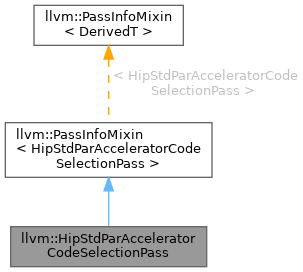 llvm::PassInfoMixin
< DerivedT >
< HipStdParAcceleratorCode
SelectionPass >
llvm::PassInfoMixin
< HipStdParAcceleratorCode
SelectionPass >
llvm::HipStdParAccelerator
CodeSelectionPass